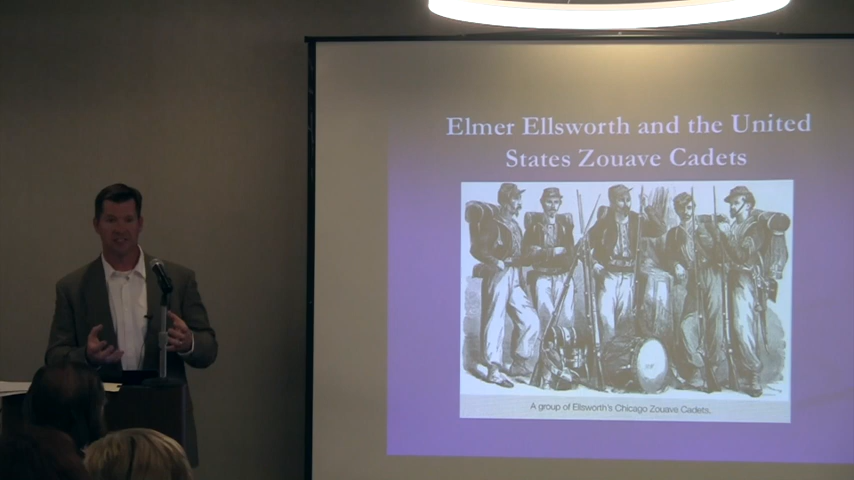 Elmer Ellsworth and the United
States Zouave Cadets
A group of Ellsworth's Chicago Zouave Cadets.